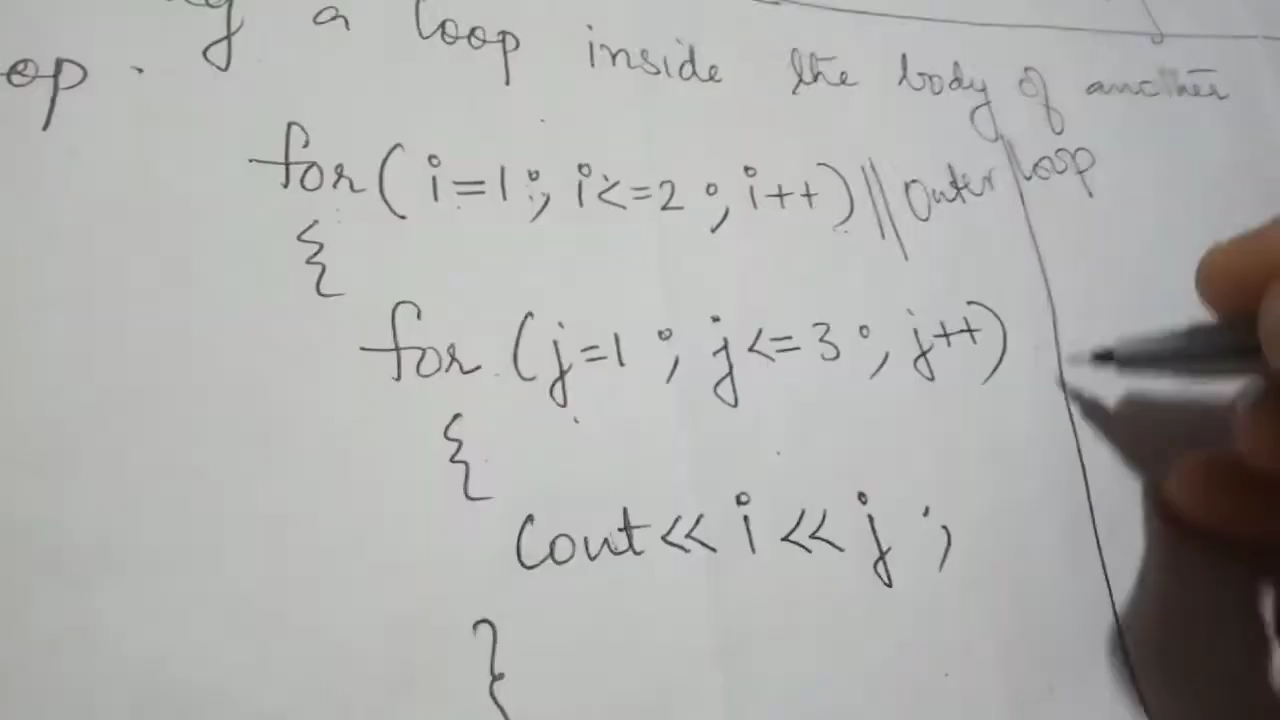 a loop inside the body of another
op.
for( i=1; i<=2; i++) //Outer loop
{
for (j=1; j<=3; j++)
{
Cout<< i << j ;
}